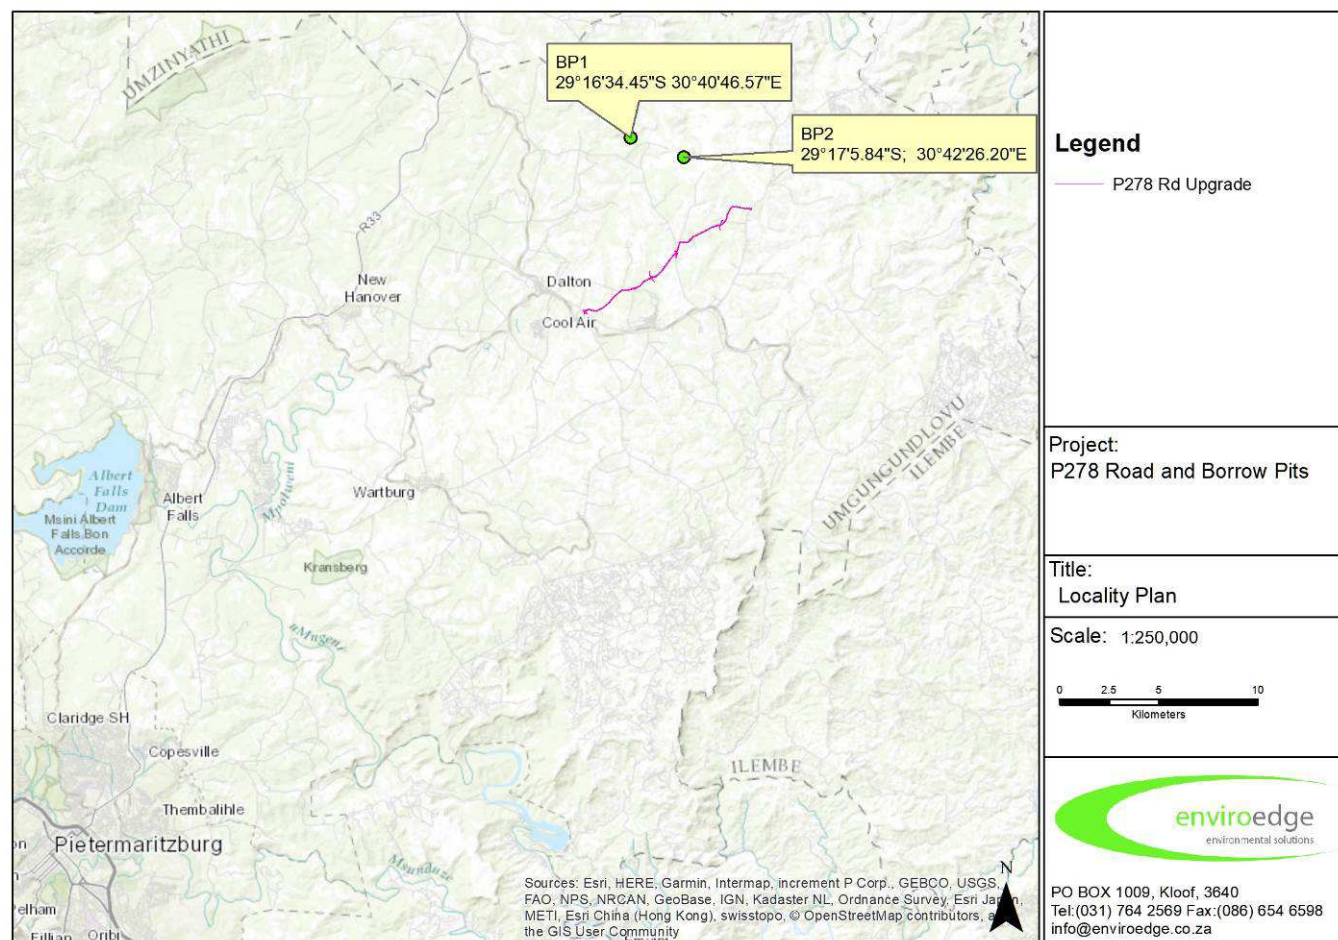 UMZINYATHI
BP1
29°16'34.45"S 30°40'46.57"E
BP2
29°17'5.84"S;  30°42'26.20"E
R33
New
Hanover
Dalton
Cool Air
Albert
Falls
Dam
Msini Albert
Falls Bon
Accorde
Albert
Falls
Mpolweni
Wartburg
Kransberg
uMngeni
UMGUNGUNDLOVU
ILEMBE
ILEMBE
Claridge SH
Copesville
Thembalihle
Pietermaritzburg
Msunduze
Oribi
Sources: Esri, HERE, Garmin, Intermap, increment P Corp., GEBCO, USGS,
FAO, NPS, NRCAN, GeoBase, IGN, Kadaster NL, Ordnance Survey, Esri Japan,
METI, Esri China (Hong Kong), swisstopo, © OpenStreetMap contributors, and
the GIS User Community
N
Legend
P278 Rd Upgrade
Project:
P278 Road and Borrow Pits
Title:
Locality Plan
Scale: 1:250,000
0 2.5 5 10
Kilometers
enviroedge
environmental solutions
PO BOX 1009, Kloof, 3640
Tel:(031) 764 2569 Fax:(086) 654 6598
info@enviroedge.co.za